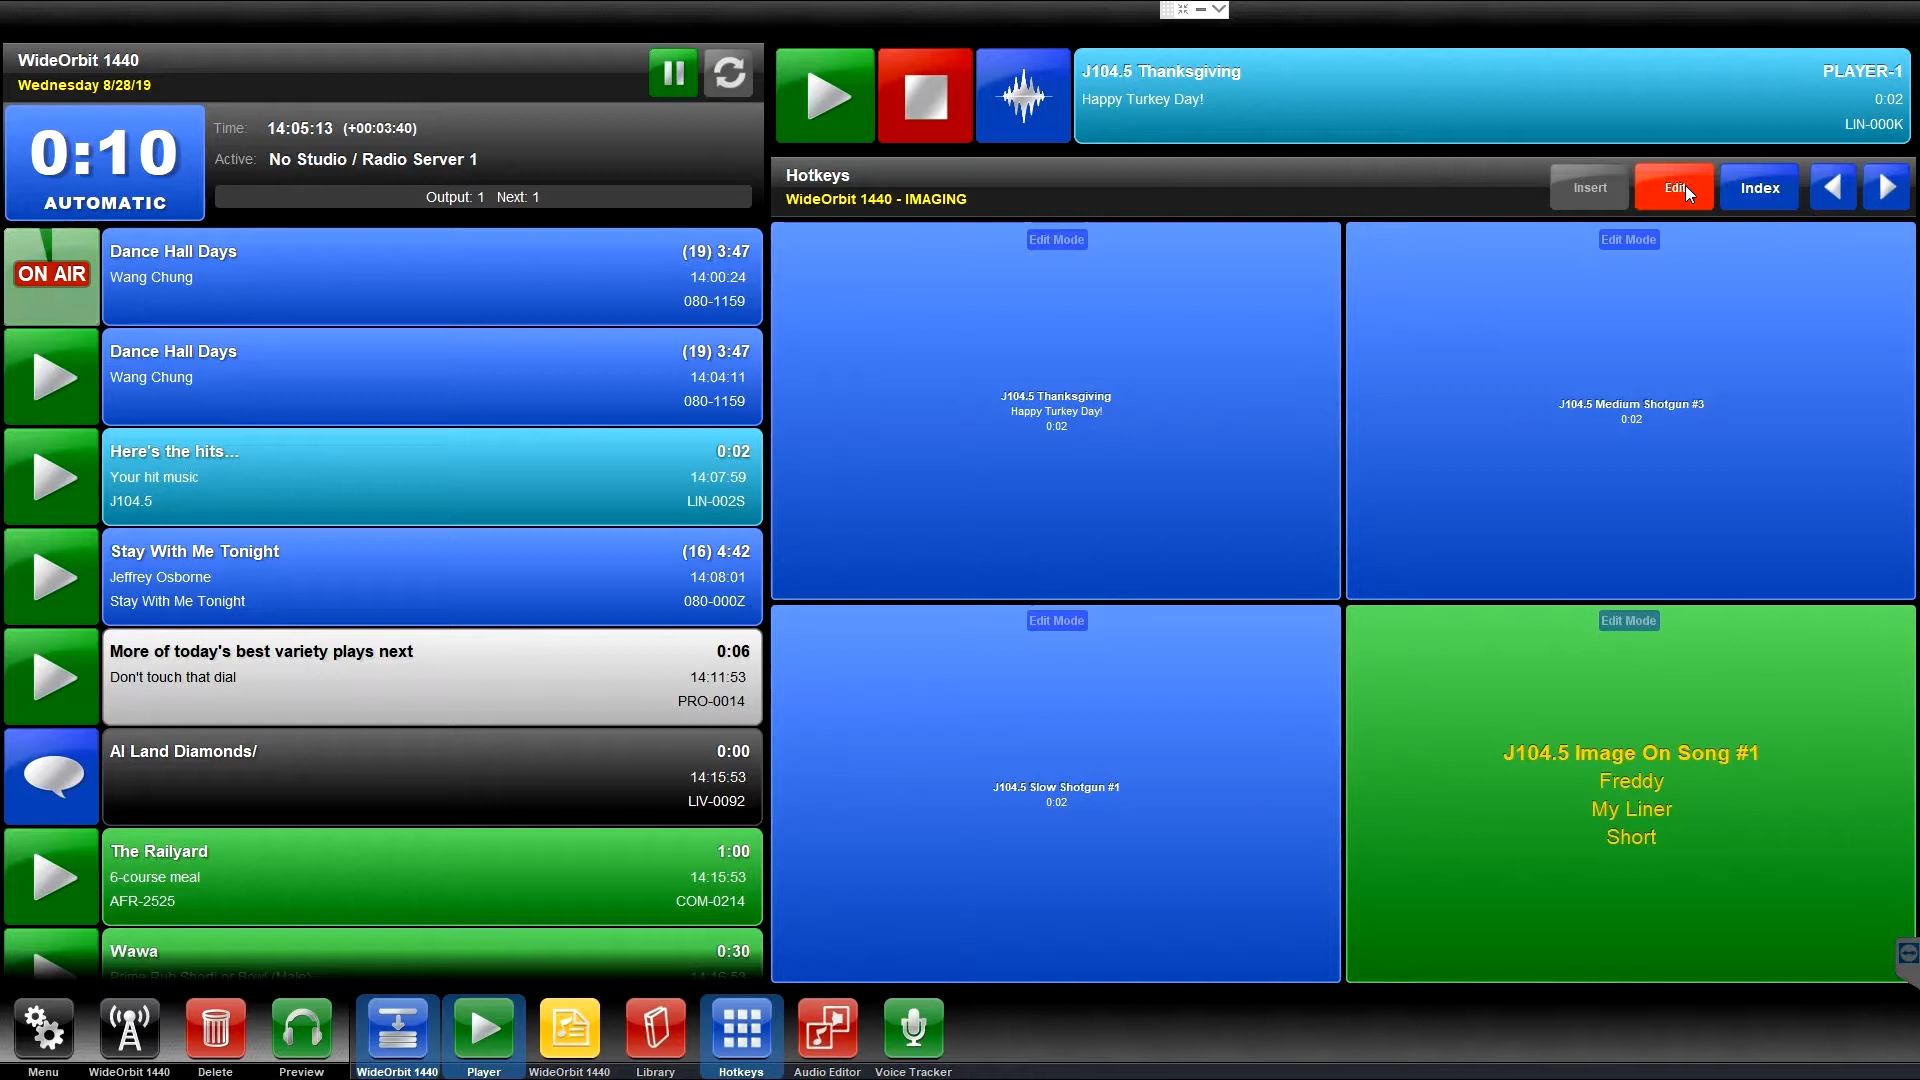 WideOrbit 1440
Wednesday 8/28/19
0:10
AUTOMATIC
Time: 14:05:13 (+00:03:40)
Active: No Studio / Radio Server 1
Output: 1 Next: 1
ON AIR
Dance Hall Days (19) 3:47
Wang Chung 14:00:24
080-1159
Dance Hall Days (19) 3:47
Wang Chung 14:04:11
080-1159
Here's the hits... 0:02
Your hit music 14:07:59
J104.5 LIN-002S
Stay With Me Tonight (16) 4:42
Jeffrey Osborne 14:08:01
Stay With Me Tonight 080-000Z
More of today's best variety plays next 0:06
Don't touch that dial 14:11:53
PRO-0014
Al Land Diamonds/ 0:00
14:15:53
LIV-0092
The Railyard 1:00
6-course meal 14:15:53
AFR-2525 COM-0214
Wawa 0:30
Prime Rib Short! or Bowl (Male) 14:16:53
J104.5 Thanksgiving PLAYER-1
Happy Turkey Day! 0:02
LIN-000K
Hotkeys
WideOrbit 1440 - IMAGING
Insert Edit Index
Edit Mode
J104.5 Thanksgiving
Happy Turkey Day!
0:02
Edit Mode
J104.5 Medium Shotgun #3
0:02
Edit Mode
J104.5 Slow Shotgun #1
0:02
Edit Mode
J104.5 Image On Song #1
Freddy
My Liner
Short
Menu WideOrbit 1440 Delete Preview WideOrbit 1440 Player WideOrbit 1440 Library Hotkeys Audio Editor Voice Tracker